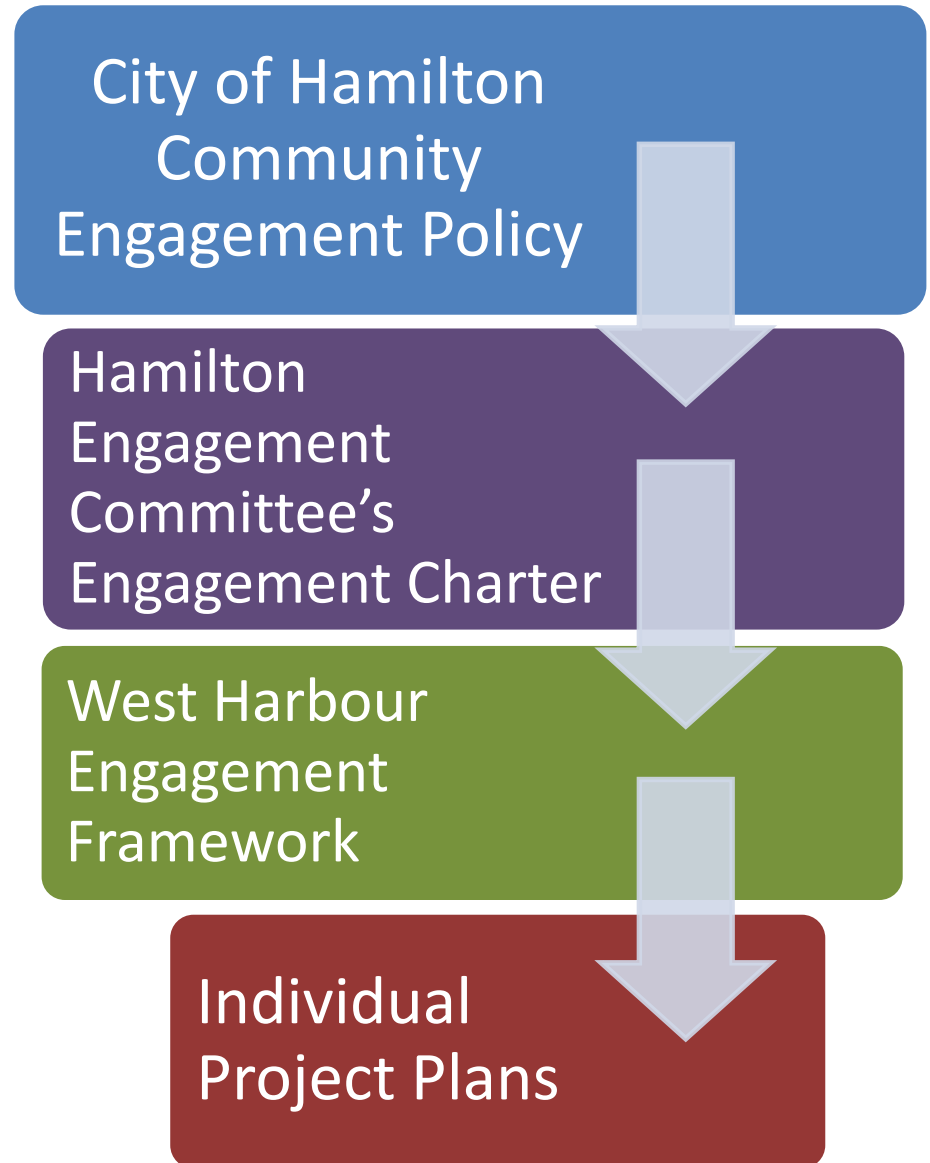 City of Hamilton
Community
Engagement Policy
Hamilton
Engagement
Committee’s
Engagement Charter
West Harbour
Engagement
Framework
Individual
Project Plans